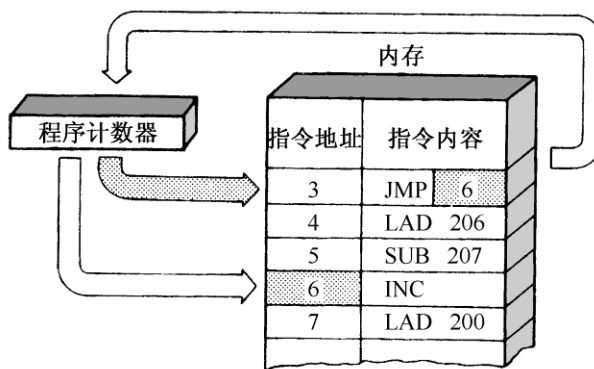 内存
程序计数器
指令地址 指令内容
3 JMP 6
4 LAD 206
5 SUB 207
6 INC
7 LAD 200